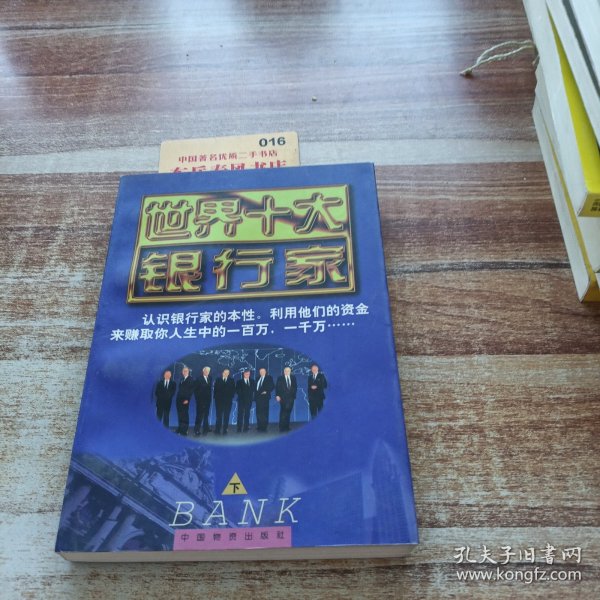 016
中国著名优质二手书店
世界十大
银行家
认识银行家的本性。利用他们的资金
来赚取你人生中的一百万，一千万……
下
BANK
中国物资出版社
孔夫子旧书网
www.kongfz.com